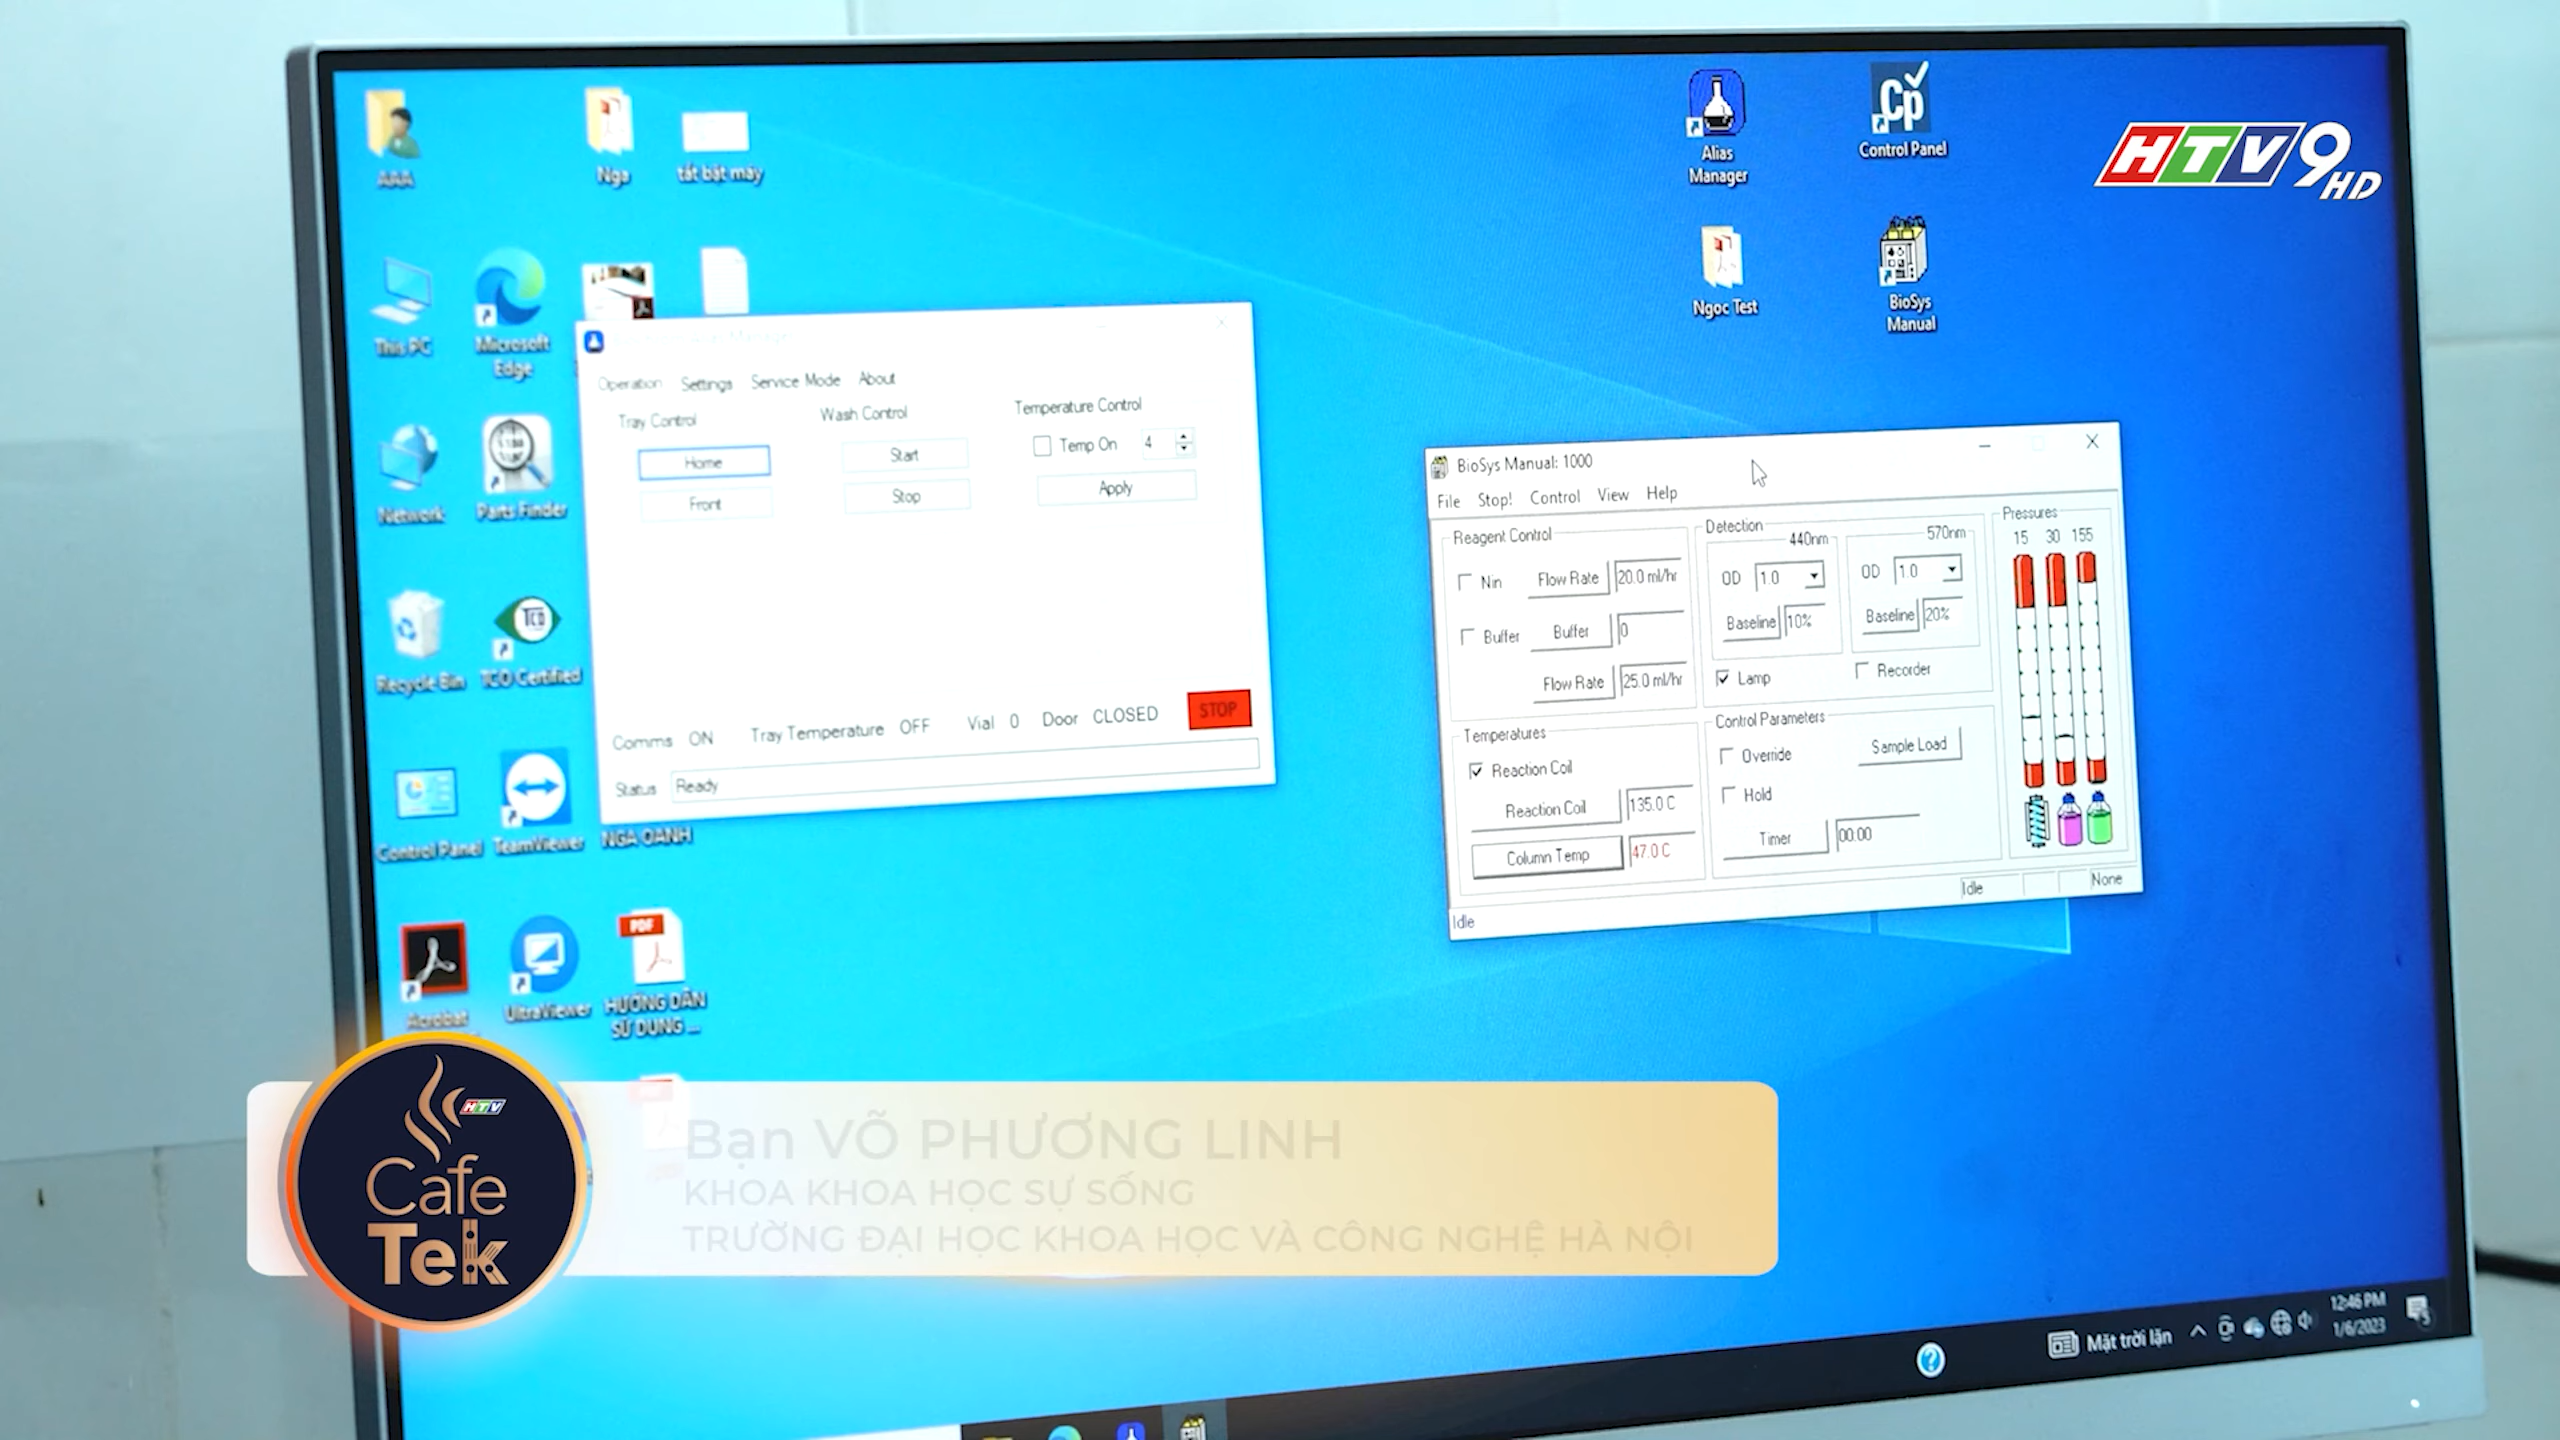 AAA
Nga
tắt bật máy
Alias
Manager
Cp
Control Panel
HTV9
HD
This PC
Microsoft
Edge
Ngoc Test
BioSys
Manual
Operation Settings Service Mode About
Tray Control
Wash Control
Temperature Control
Home
Start
Temp On 4
Front
Stop
Apply
Network
Parts Finder
Recycle Bin
TCO
TCO Certified
Comms ON Tray Temperature OFF Vial 0 Door CLOSED STOP
Status Ready
Control Panel
TeamViewer
NGA OANH
BioSys Manual: 1000
File Stop! Control View Help
Reagent Control
Nin Flow Rate 20.0 ml/hr
Buffer Buffer 0
Flow Rate 25.0 ml/hr
Detection
440nm
570nm
OD 1.0
OD 1.0
Baseline 10%
Baseline 20%
Lamp
Recorder
Pressures
15 30 155
Temperatures
Reaction Coil
Reaction Coil 135.0 C
Column Temp 47.0 C
Control Parameters
Override
Sample Load
Hold
Timer 00:00
Idle
Idle
None
Acrobat
UltraViewer
PDF
HƯỚNG DẪN
SỬ DỤNG ...
HTV
Cafe
Tek
Bạn VÕ PHƯƠNG LINH
KHOA KHOA HỌC SỰ SỐNG
TRƯỜNG ĐẠI HỌC KHOA HỌC VÀ CÔNG NGHỆ HÀ NỘI
Mặt trời lặn
12:46 PM
1/6/2023